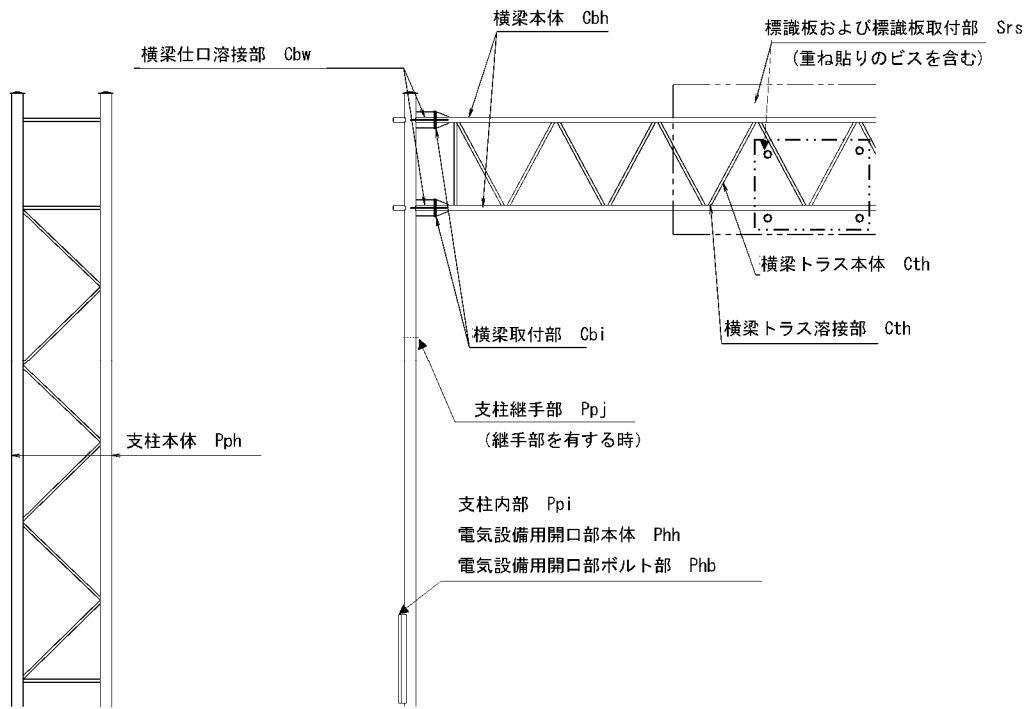 横梁本体 Cbh
標識板および標識板取付部 Srs
(重ね貼りのビスを含む)
横梁仕口溶接部 Cbw
横梁トラス本体 Cth
横梁取付部 Cbi
横梁トラス溶接部 Cth
支柱継手部 Ppj
(継手部を有する時)
支柱本体 Pph
支柱内部 Ppi
電気設備用開口部本体 Phh
電気設備用開口部ボルト部 Phb